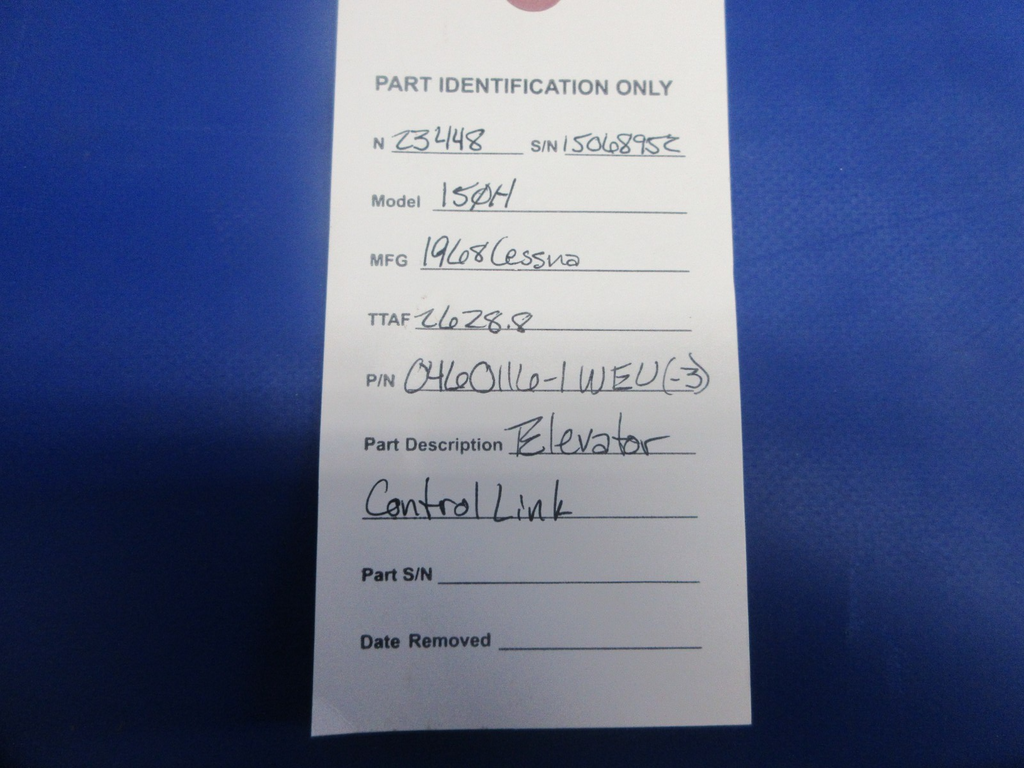 PART IDENTIFICATION ONLY
N 23448 S/N 15068952
Model 150H
MFG 1968 Cessna
TTAF 2628.8
P/N 0460116-1 WEU(-3)
Part Description Elevator
Control Link
Part S/N
Date Removed